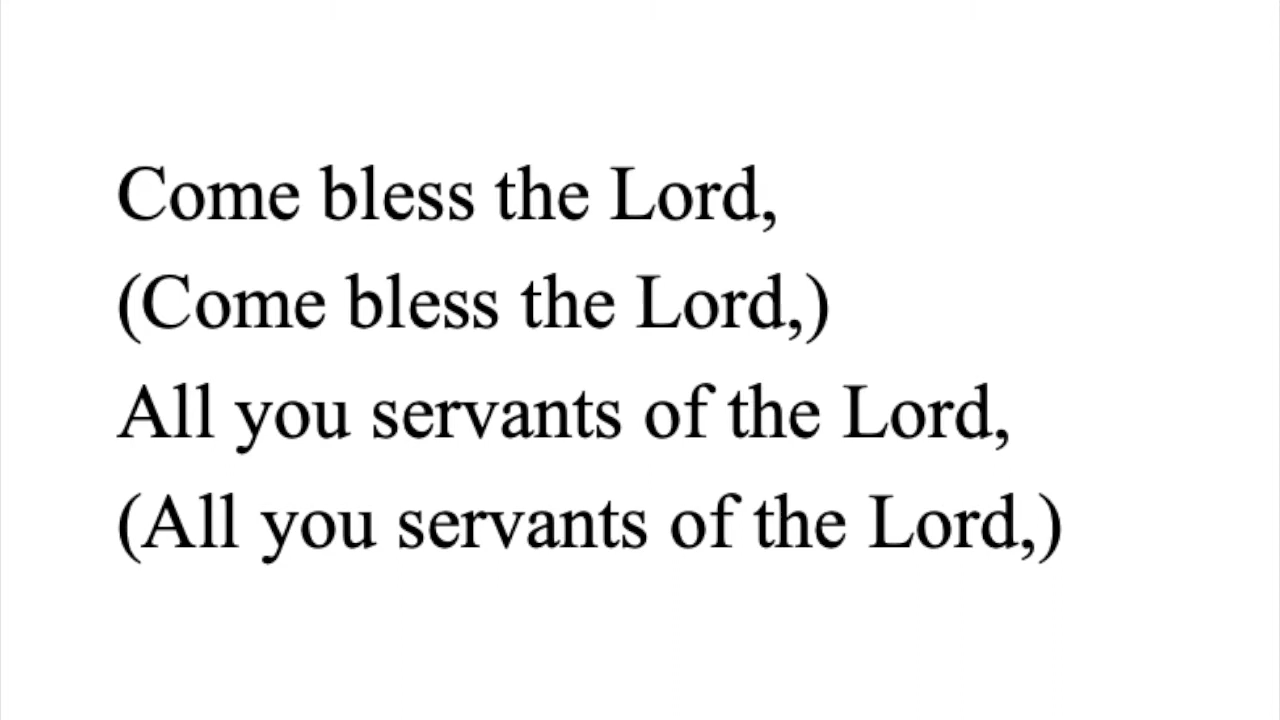 Come bless the Lord,
(Come bless the Lord,)
All you servants of the Lord,
(All you servants of the Lord,)